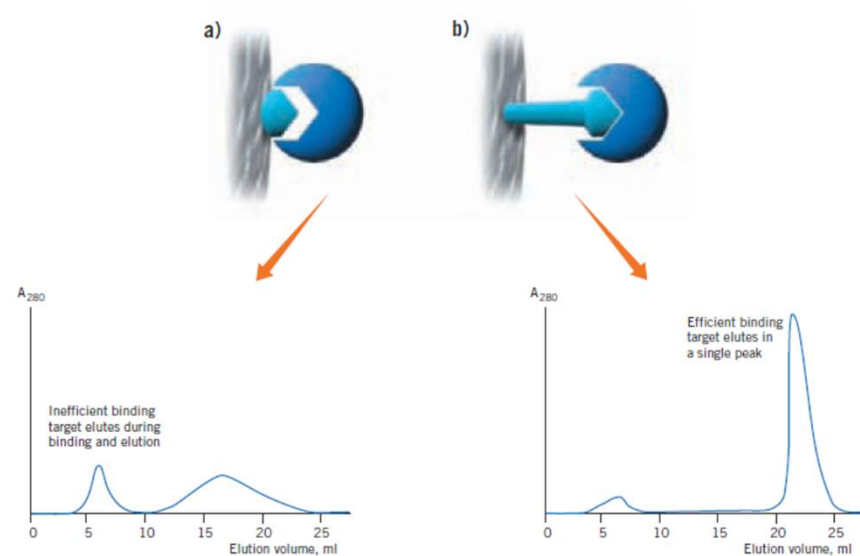 a)
b)
A280
Inefficient binding
target elutes during
binding and elution
0 5 10 15 20 25
Elution volume, ml
A280
Efficient binding
target elutes in
a single peak
0 5 10 15 20 25
Elution volume, ml